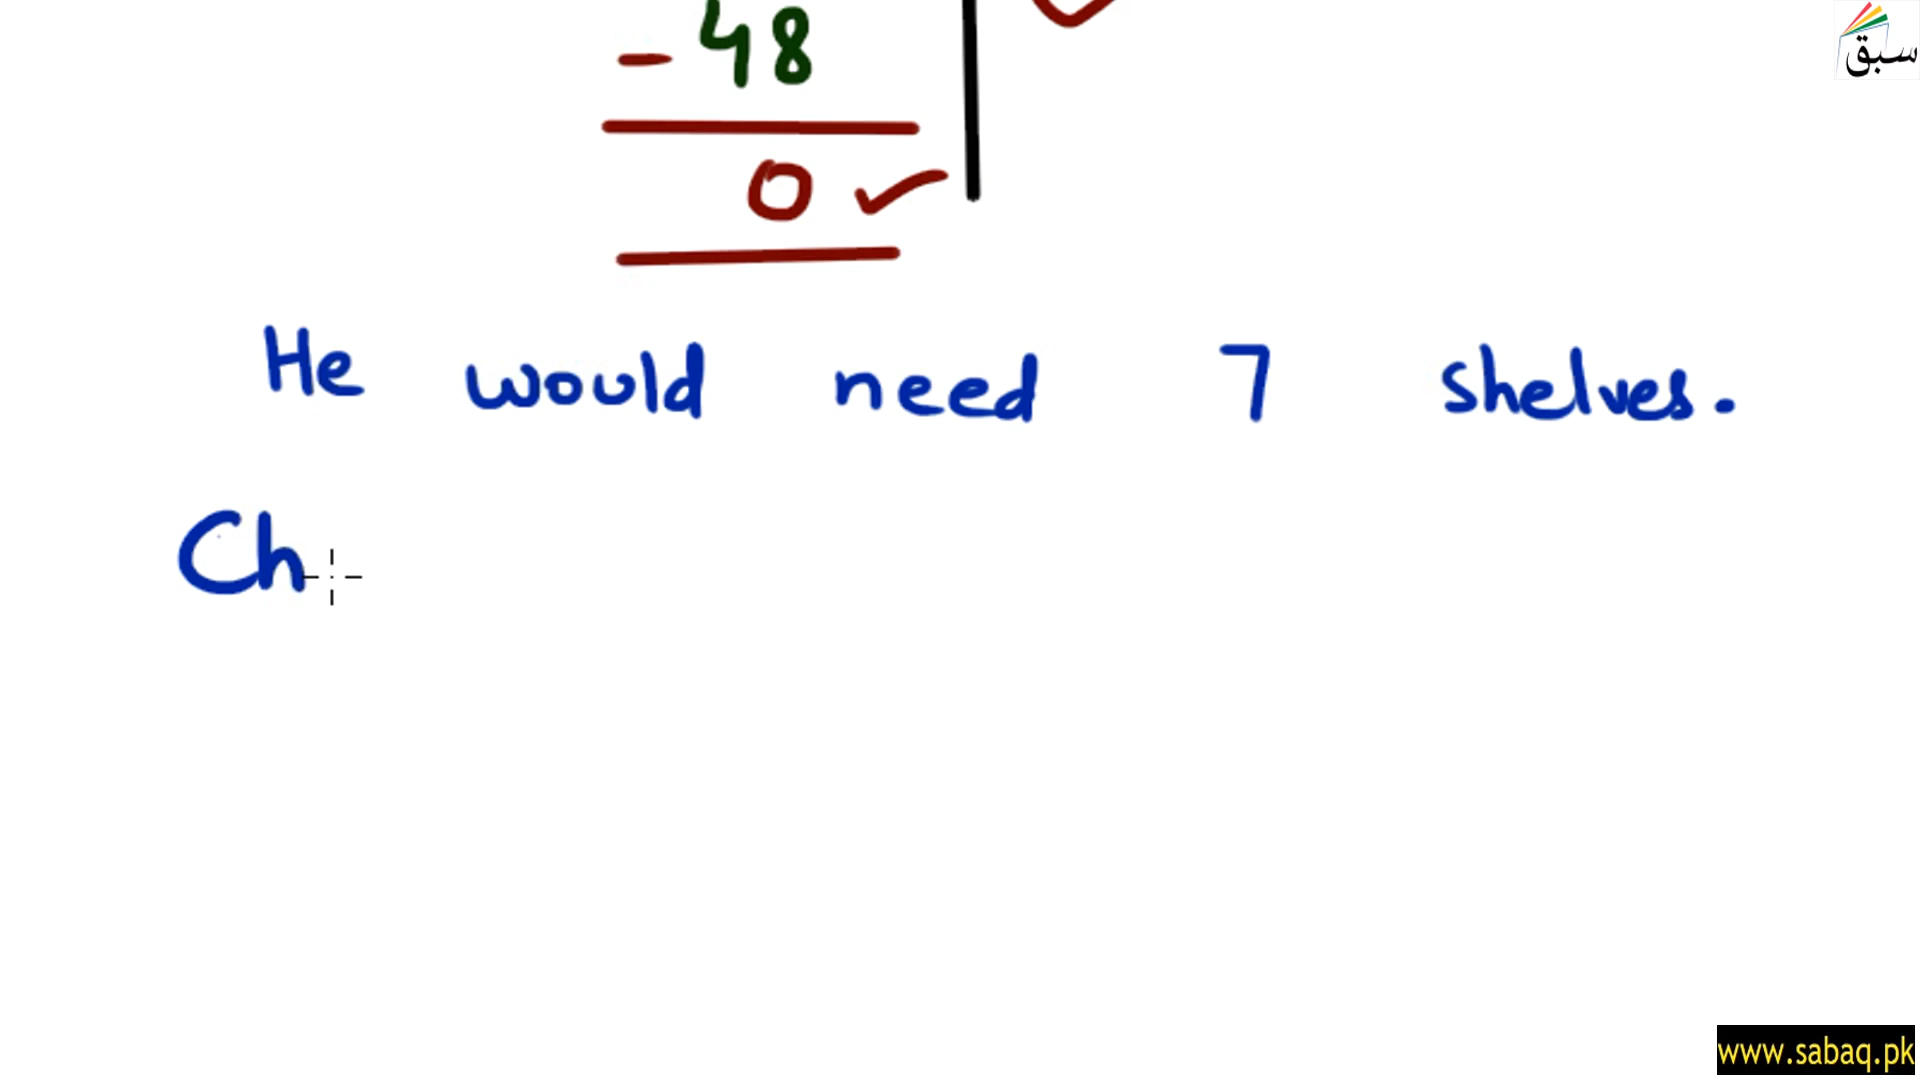 سبق
- 48
0
He would need 7 shelves.
Ch
www.sabaq.pk